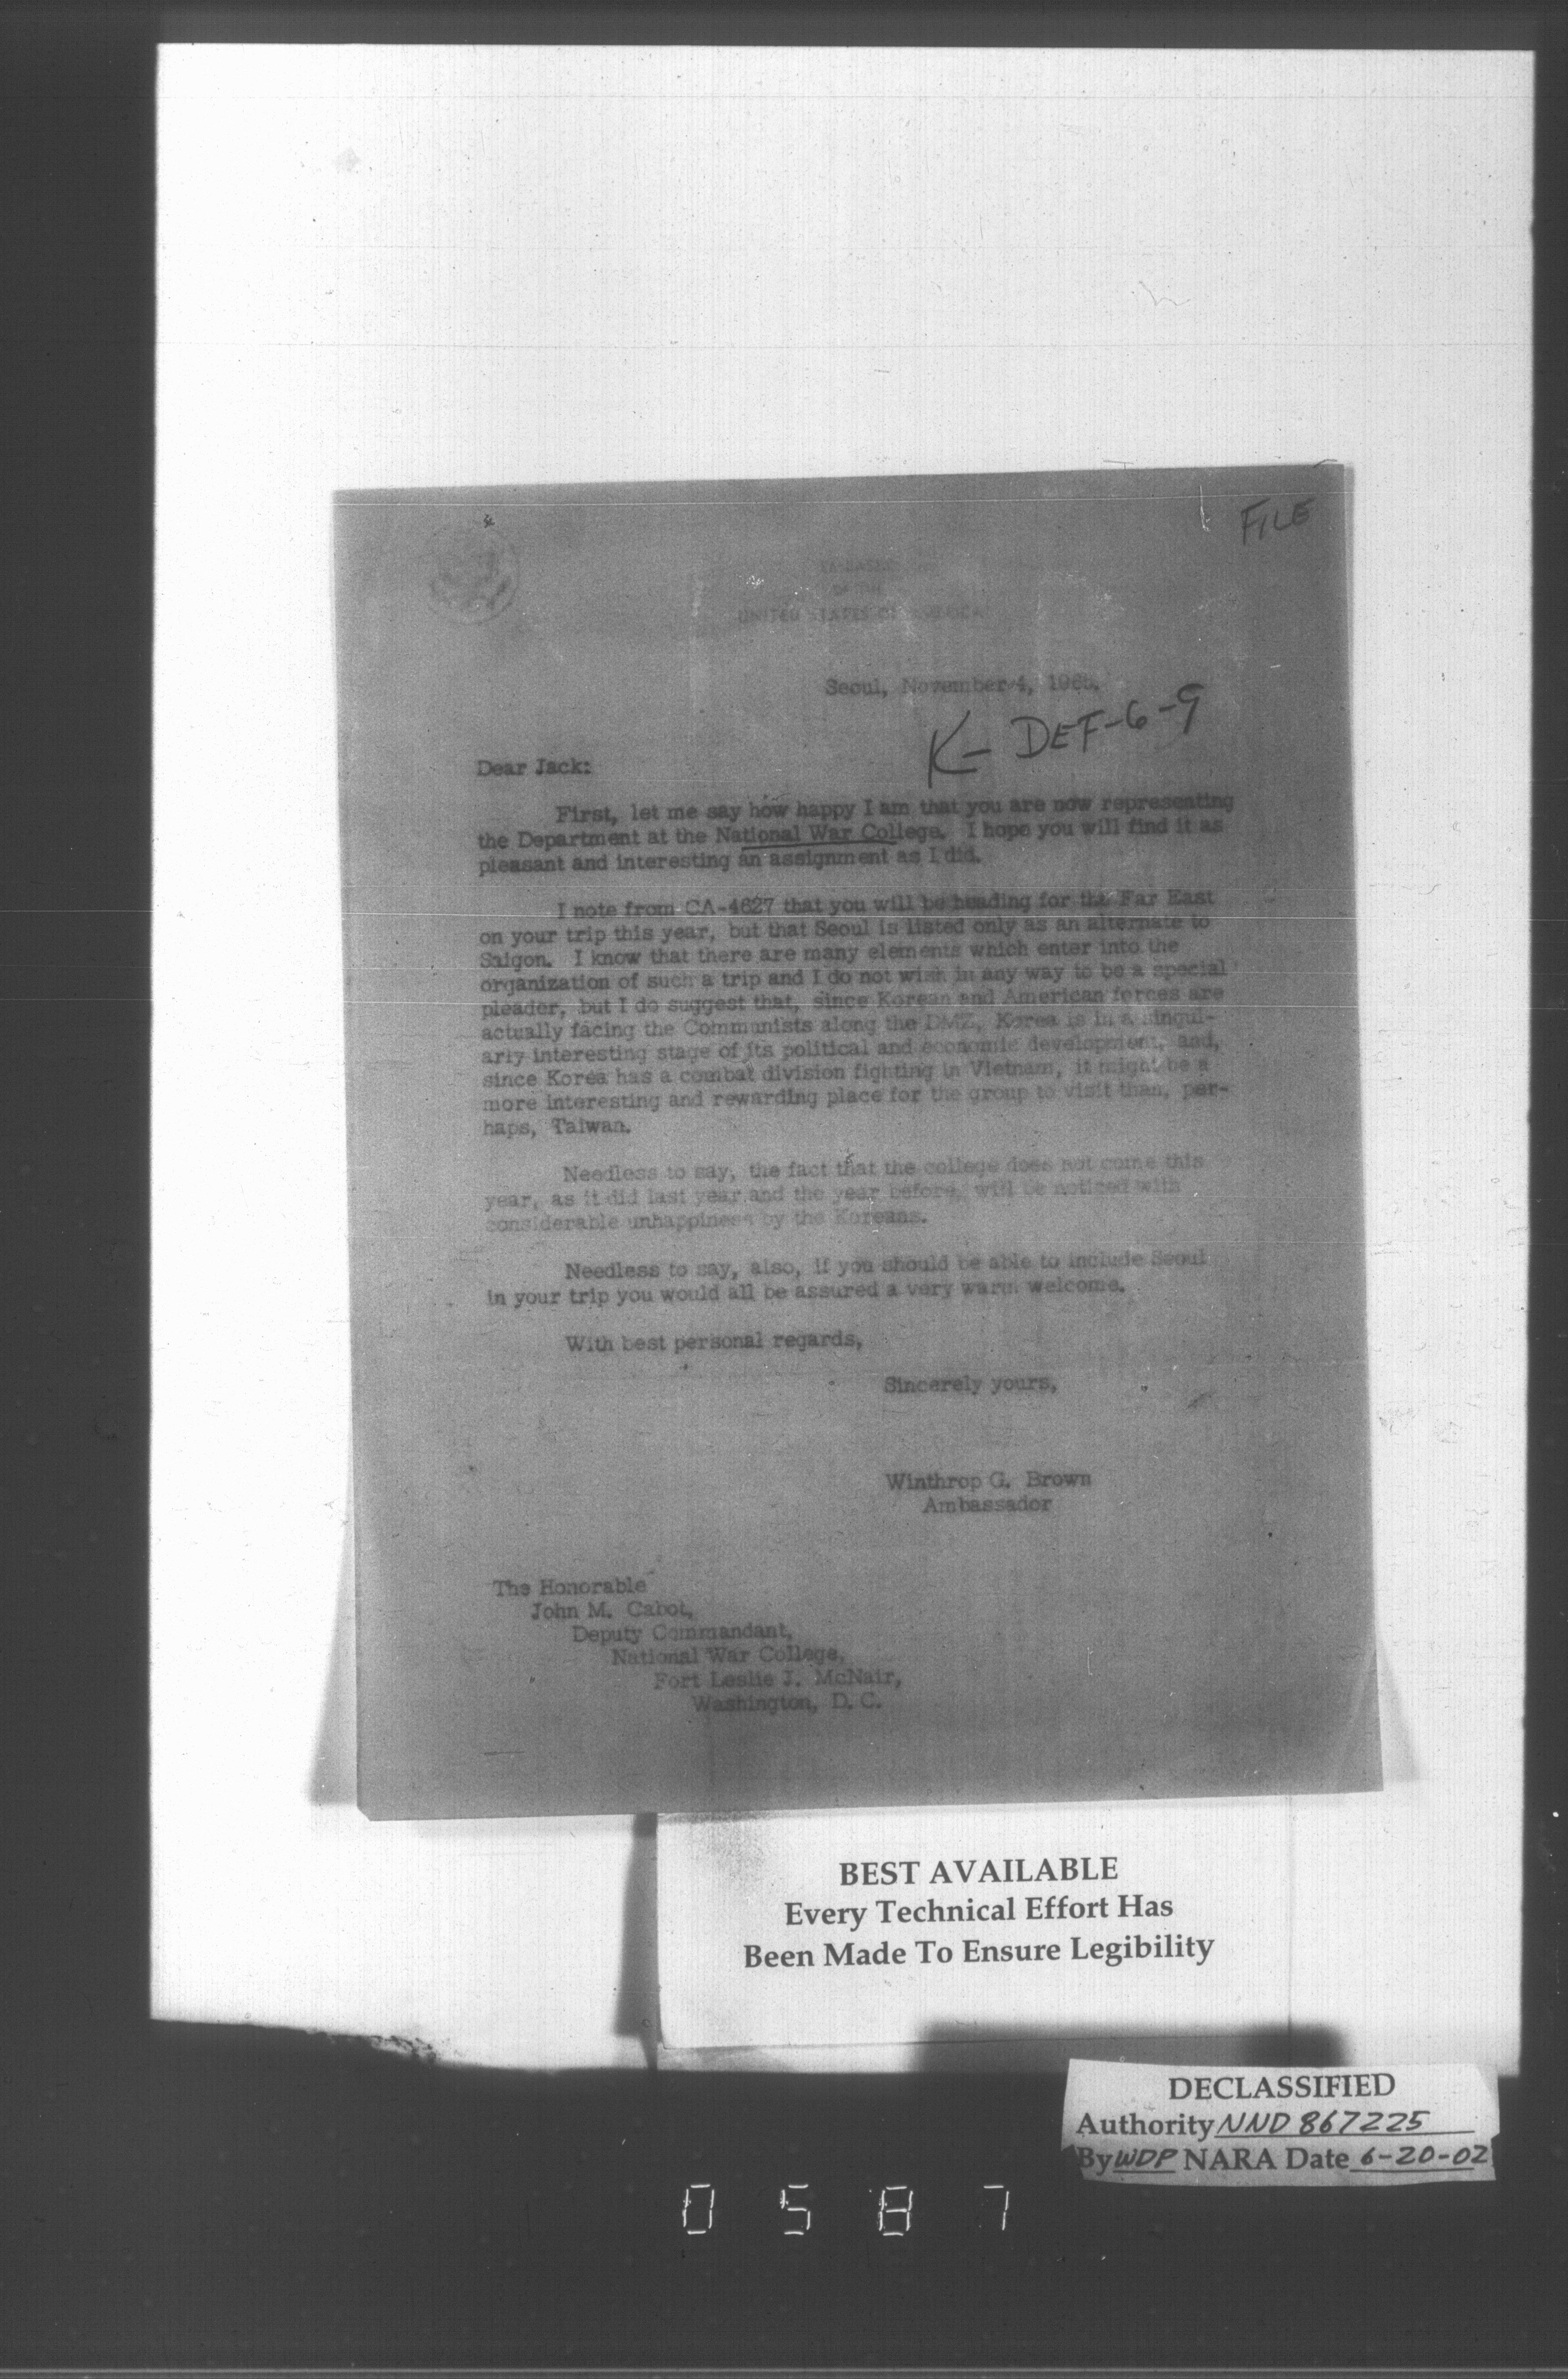 FILE
UNITED STATES OF AMERICA
Seoul, November 4, 1965.
K- DEF-6-9
Dear Jack:
First, let me say how happy I am that you are now representing
the Department at the National War College. I hope you will find it as
pleasant and interesting an assignment as I did.
I note from CA-4627 that you will be heading for the Far East
on your trip this year, but that Seoul is listed only as an alternate to
Saigon. I know that there are many elements which enter into the
organization of such a trip and I do not wish in any way to be a special
pleader, but I do suggest that, since Korean and American forces are
actually facing the Communists along the DMZ, Korea is in a singul-
arly interesting stage of its political and economic development, and,
since Korea has a combat division fighting in Vietnam, it might be a
more interesting and rewarding place for the group to visit than, per-
haps, Taiwan.
Needless to say, the fact that the college does not come this
year, as it did last year and the year before, will be noticed with
considerable unhappiness by the Koreans.
Needless to say, also, if you should be able to include Seoul
in your trip you would all be assured a very warm welcome.
With best personal regards,
Sincerely yours,
Winthrop G. Brown
Ambassador
The Honorable
John M. Cabot,
Deputy Commandant,
National War College,
Fort Leslie J. McNair,
Washington, D. C.
BEST AVAILABLE
Every Technical Effort Has
Been Made To Ensure Legibility
DECLASSIFIED
Authority NND 867225
By WDP NARA Date 6-20-02
0587